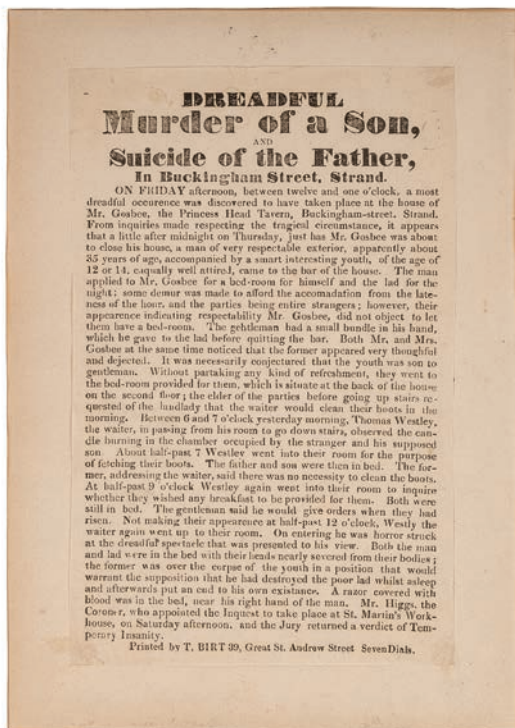 DREADFUL
Murder of a Son,
AND
Suicide of the Father,
In Buckingham Street, Strand.
ON FRIDAY afternoon, between twelve and one o'clock, a most
dreadful occurence was discovered to have taken place at the house of
Mr. Gosbee, the Princess Head Tavern, Buckingham-street, Strand.
From inquiries made respecting the tragical circumstance, it appears
that a little after midnight on Thursday, just has Mr. Gosbee was about
to close his house, a man of very respectable exterior, apparently about
35 years of age, accompanied by a smart interesting youth, of the age of
12 or 14, equally well attired, came to the bar of the house. The man
applied to Mr. Gosbee for a bed-room for himself and the lad for the
night; some demur was made to afford the accomadation from the late-
ness of the hour, and the parties being entire strangers; however, their
appearence indicating respectability Mr. Gosbee, did not object to let
them have a bed-room. The gehtleman had a small bundle in his hand,
which he gave to the lad before quitting the bar. Both Mr, and Mrs.
Gosbee at the same time noticed that the former appeared very thoughful
and dejected. It was necessarily conjectured that the youth was son to
gentleman. Without partaking any kind of refreshment, they went to
the bed-room provided for them, which is situate at the back of the house
on the second floor; the elder of the parties before going up stairs re-
quested of the landlady that the waiter would clean their boots in the
morning. Between 6 and 7 o'clock yesterday morning, Thomas Westley,
the waiter, in passing from his room to go down stairs, observed the can-
dle burning in the chamber occupied by the stranger and his supposed
son About half-past 7 Westley went into their room for the purpose
of fetching their boots. The father and son were then in bed. The for-
mer, addressing the waiter, said there was no necessity to clean the boots.
At half-past 9 o'clock Westley again went into their room to inquire
whether they wished any breakfast to be provided for them. Both were
still in bed. The gentleman said he would give orders when they had
risen. Not making their appearence at half-past 12 o'clock, Westly the
waiter again went up to their room. On entering he was horror struck
at the dreadful spectacle that was presented to his view. Both the man
and lad were in the bed with their heads nearly severed from their bodies;
the former was over the corpse of the youth in a position that would
warrant the supposition that he had destroyed the poor lad whilst asleep
and afterwards put an end to his own existance. A razor covered with
blood was in the bed, near his right hand of the man. Mr. Higgs, the
Coroner, who appointed the Inquest to take place at St. Martin's Work-
house, on Saturday afternoon, and the Jury returned a verdict of Tem-
porary Insanity.
Printed by T. BIRT 39, Great St. Andrew Street SevenDials.